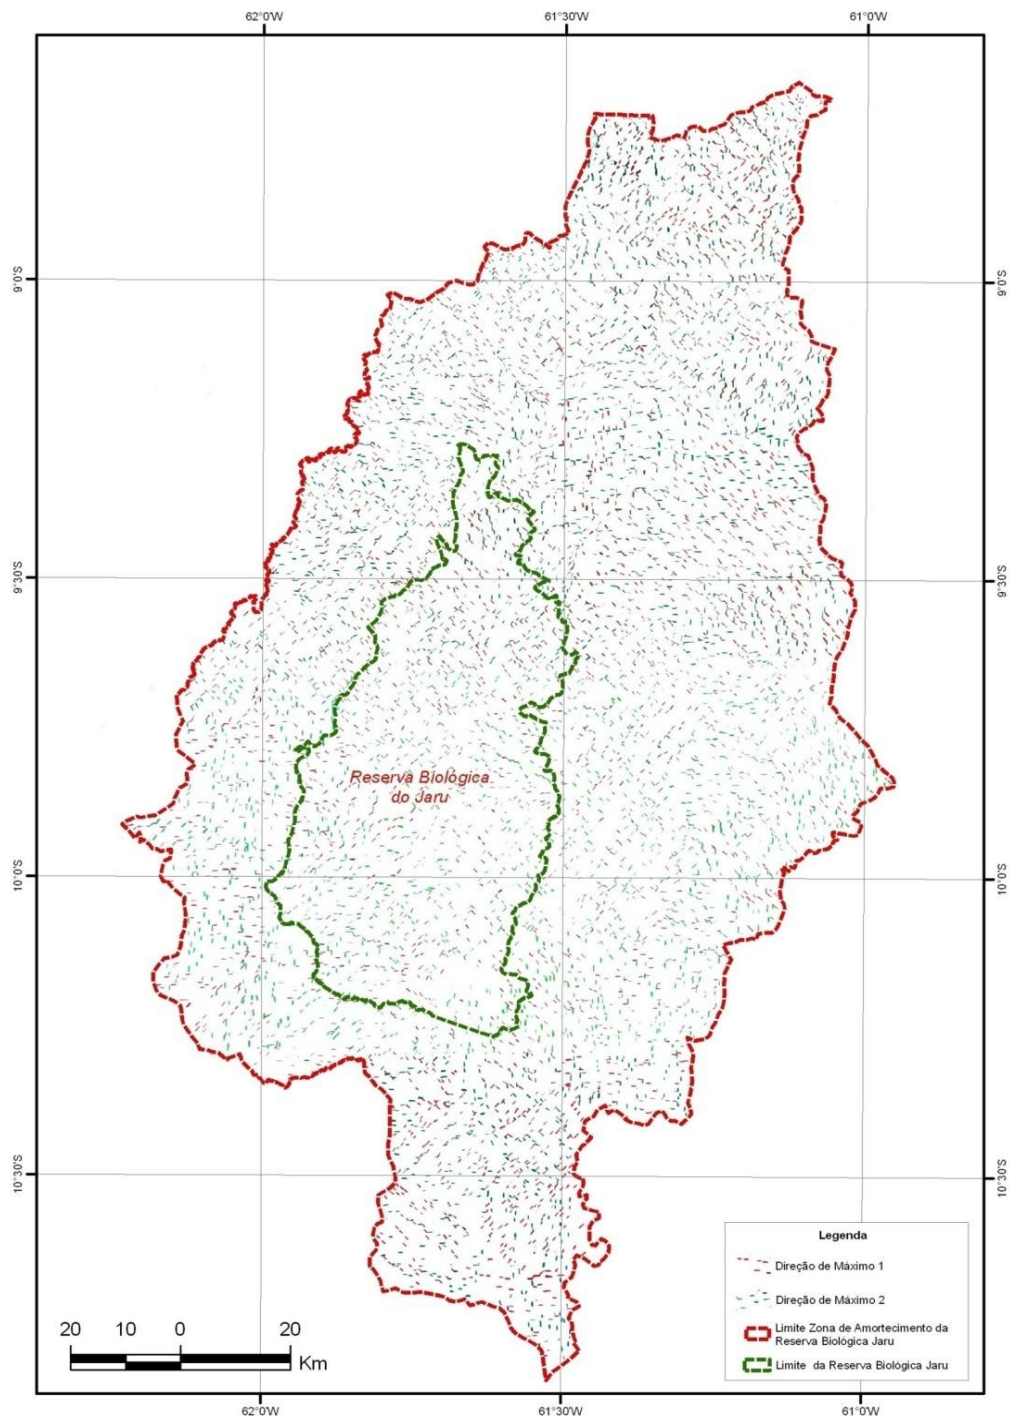 62°0'W 61°30'W 61°0'W
9°0'S 9°0'S
9°30'S 9°30'S
Reserva Biológica
do Jaru
10°0'S 10°0'S
10°30'S 10°30'S
Legenda
Direção de Máximo 1
Direção de Máximo 2
Limite Zona de Amortecimento da
Reserva Biológica Jaru
Limite da Reserva Biológica Jaru
20 10 0 20
Km
62°0'W 61°30'W 61°0'W